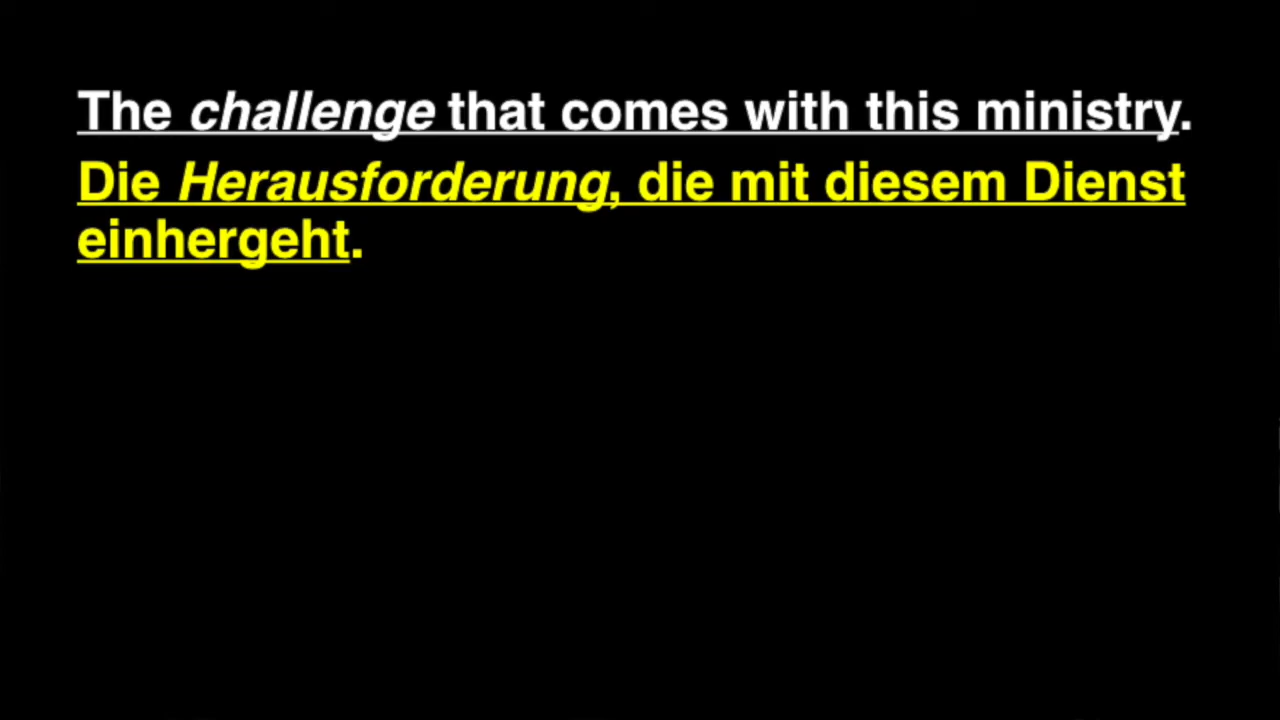 The challenge that comes with this ministry.
Die Herausforderung, die mit diesem Dienst
einhergeht.